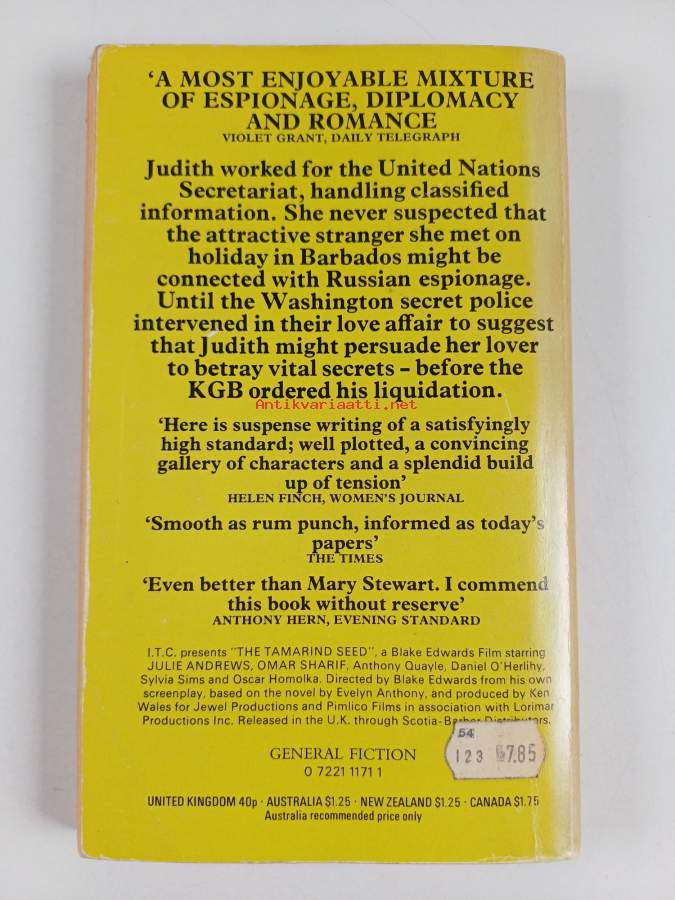 ‘A MOST ENJOYABLE MIXTURE
OF ESPIONAGE, DIPLOMACY
AND ROMANCE
VIOLET GRANT, DAILY TELEGRAPH
Judith worked for the United Nations
Secretariat, handling classified
information. She never suspected that
the attractive stranger she met on
holiday in Barbados might be
connected with Russian espionage.
Until the Washington secret police
intervened in their love affair to suggest
that Judith might persuade her lover
to betray vital secrets – before the
KGB ordered his liquidation.
Antikvariaatti.net
‘Here is suspense writing of a satisfyingly
high standard; well plotted, a convincing
gallery of characters and a splendid build
up of tension’
HELEN FINCH, WOMEN'S JOURNAL
‘Smooth as rum punch, informed as today's
papers’
THE TIMES
‘Even better than Mary Stewart. I commend
this book without reserve’
ANTHONY HERN, EVENING STANDARD
I.T.C. presents "THE TAMARIND SEED", a Blake Edwards Film starring
JULIE ANDREWS, OMAR SHARIF, Anthony Quayle, Daniel O'Herlihy,
Sylvia Sims and Oscar Homolka. Directed by Blake Edwards from his own
screenplay, based on the novel by Evelyn Anthony, and produced by Ken
Wales for Jewel Productions and Pimlico Films in association with Lorimar
Productions Inc. Released in the U.K. through Scotia-Barber Distributors.
54
123 7.85
GENERAL FICTION
0 7221 1171 1
UNITED KINGDOM 40p · AUSTRALIA $1.25 · NEW ZEALAND $1.25 · CANADA $1.75
Australia recommended price only